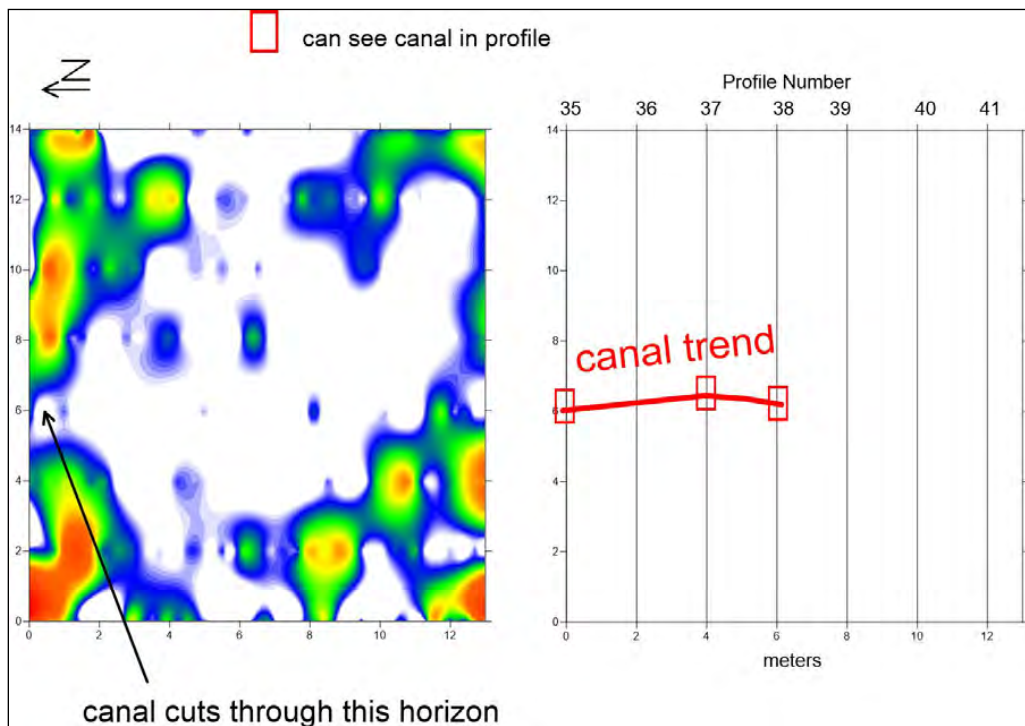 can see canal in profile
N
Profile Number
35 36 37 38 39 40 41
14
12
10
8
6
4
2
0
0 2 4 6 8 10 12
14
12
10
8
6
4
2
0
0 2 4 6 8 10 12
canal trend
meters
canal cuts through this horizon